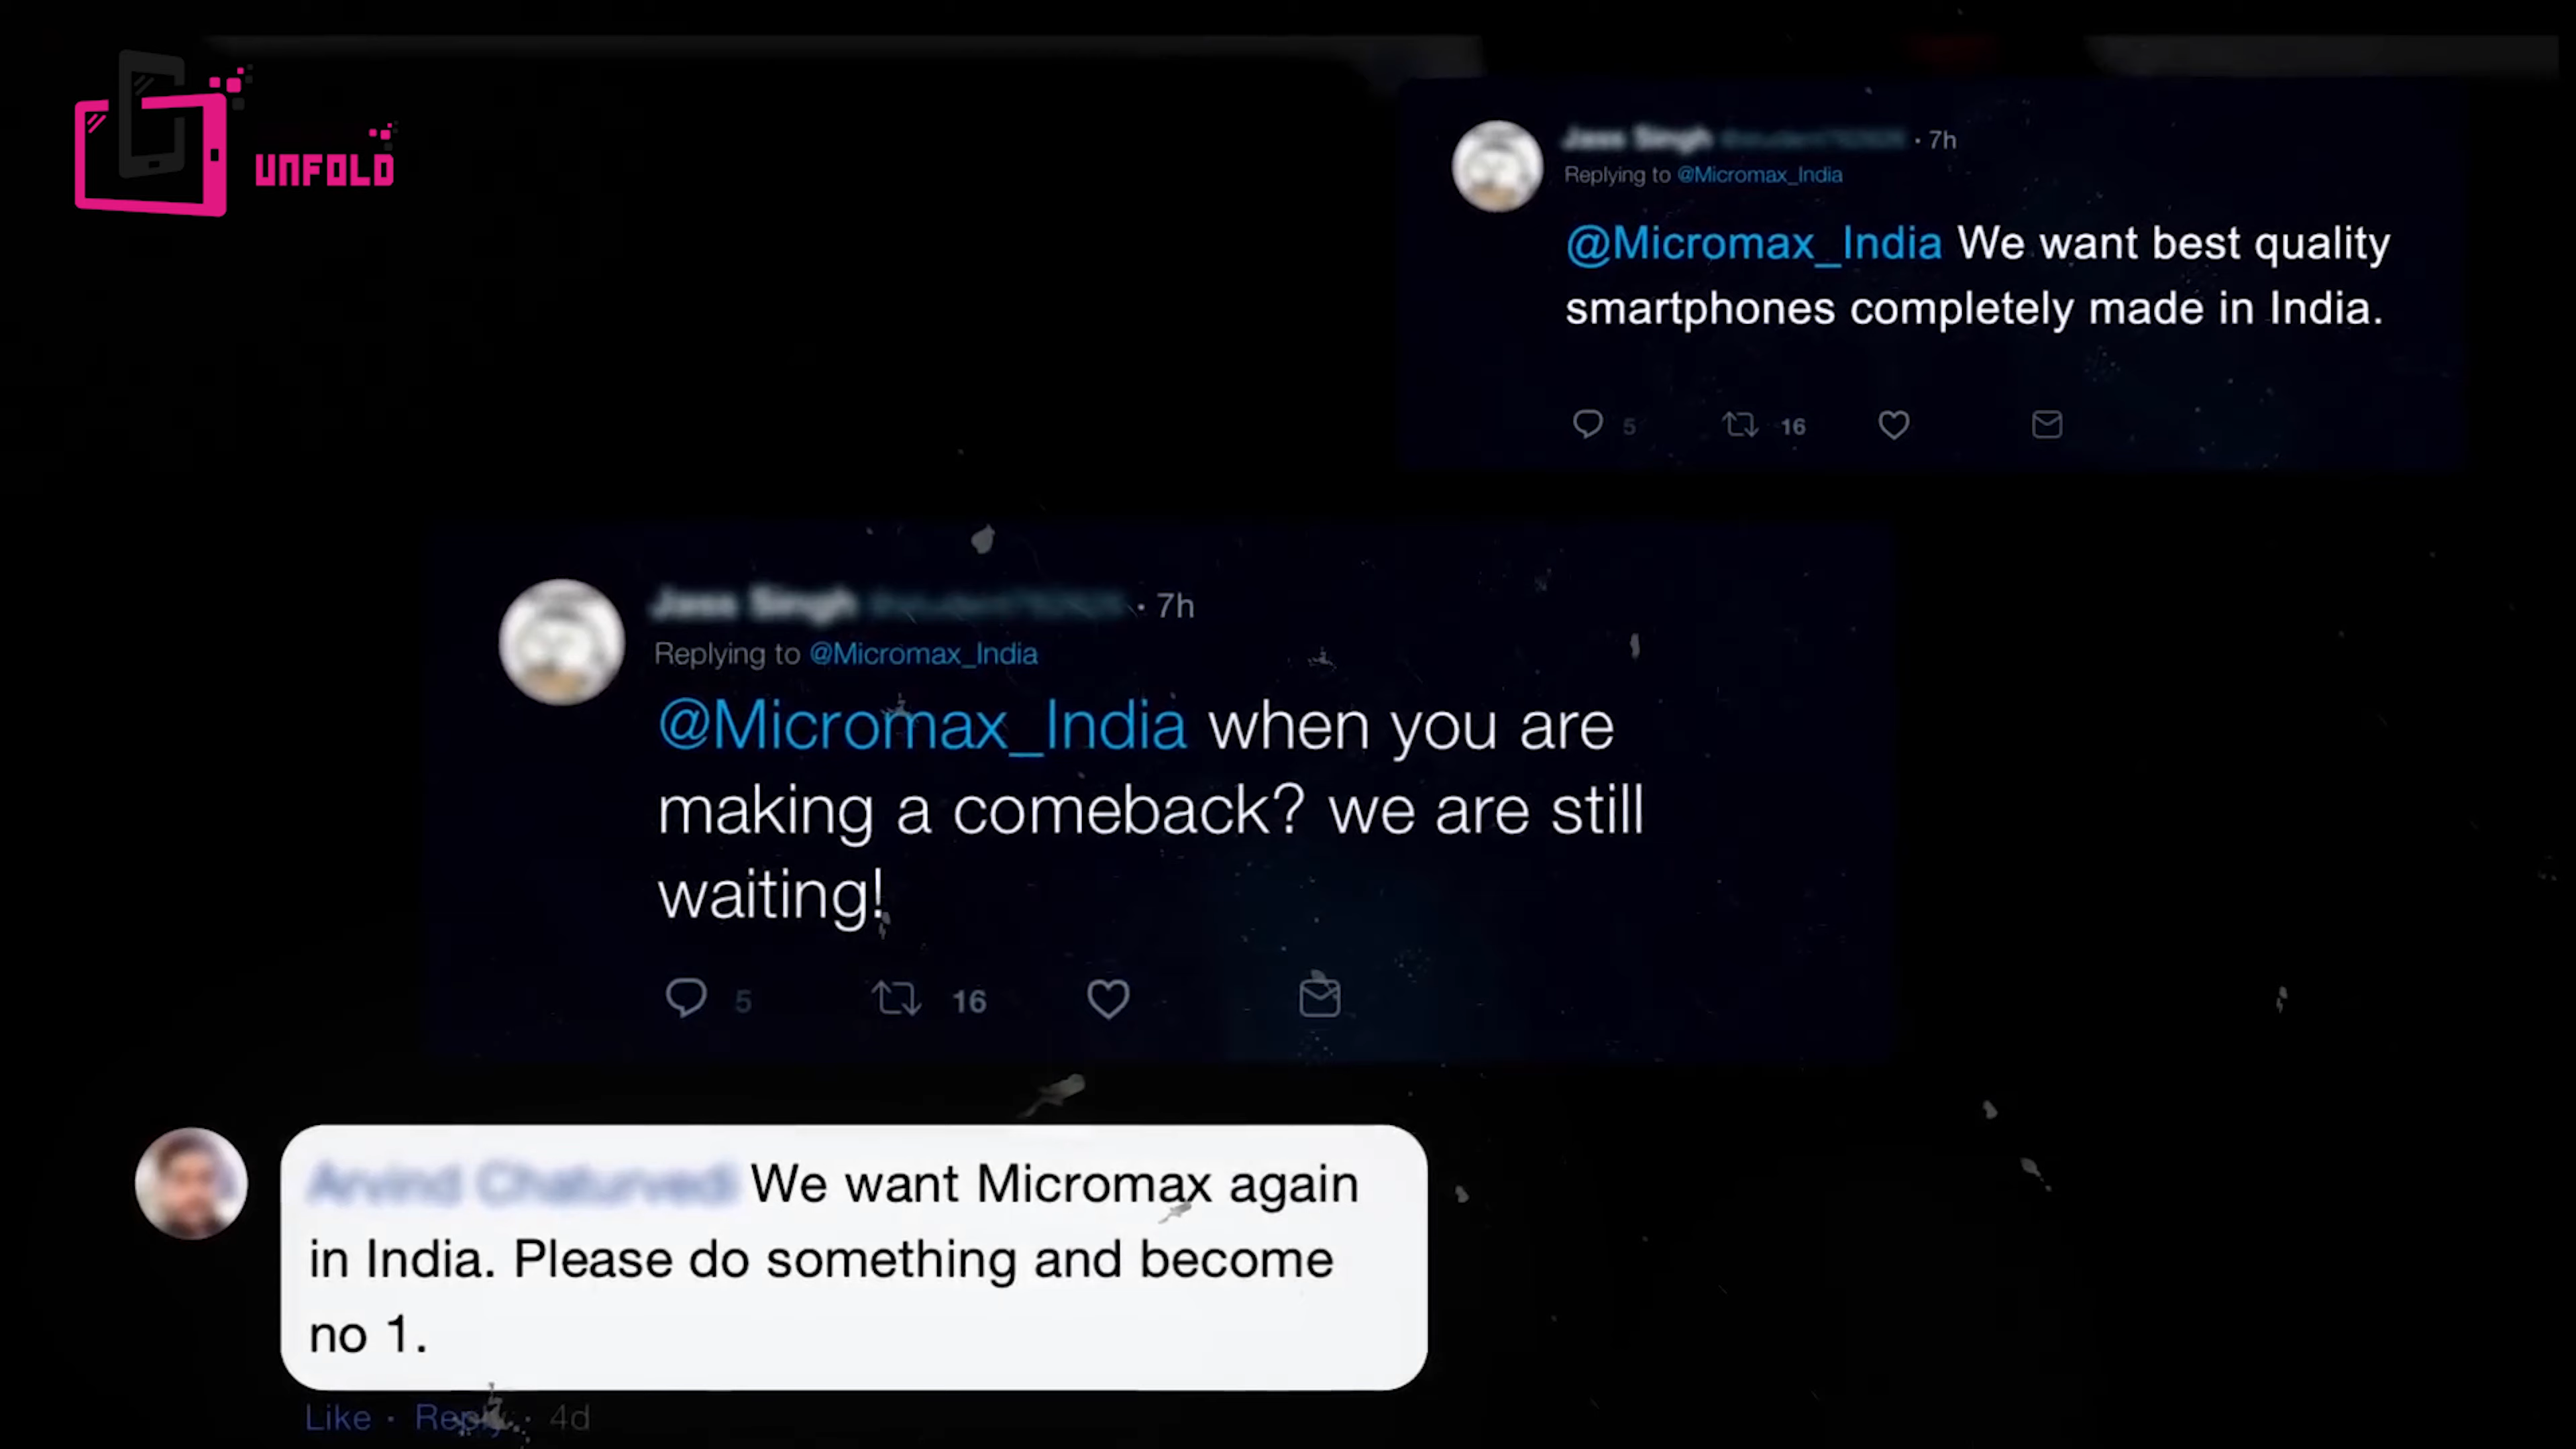 UNFOLD
· 7h
Replying to @Micromax_India
@Micromax_India We want best quality
smartphones completely made in India.
5 16
· 7h
Replying to @Micromax_India
@Micromax_India when you are
making a comeback? we are still
waiting!
5 16
We want Micromax again
in India. Please do something and become
no 1.
Like · Reply · 4d